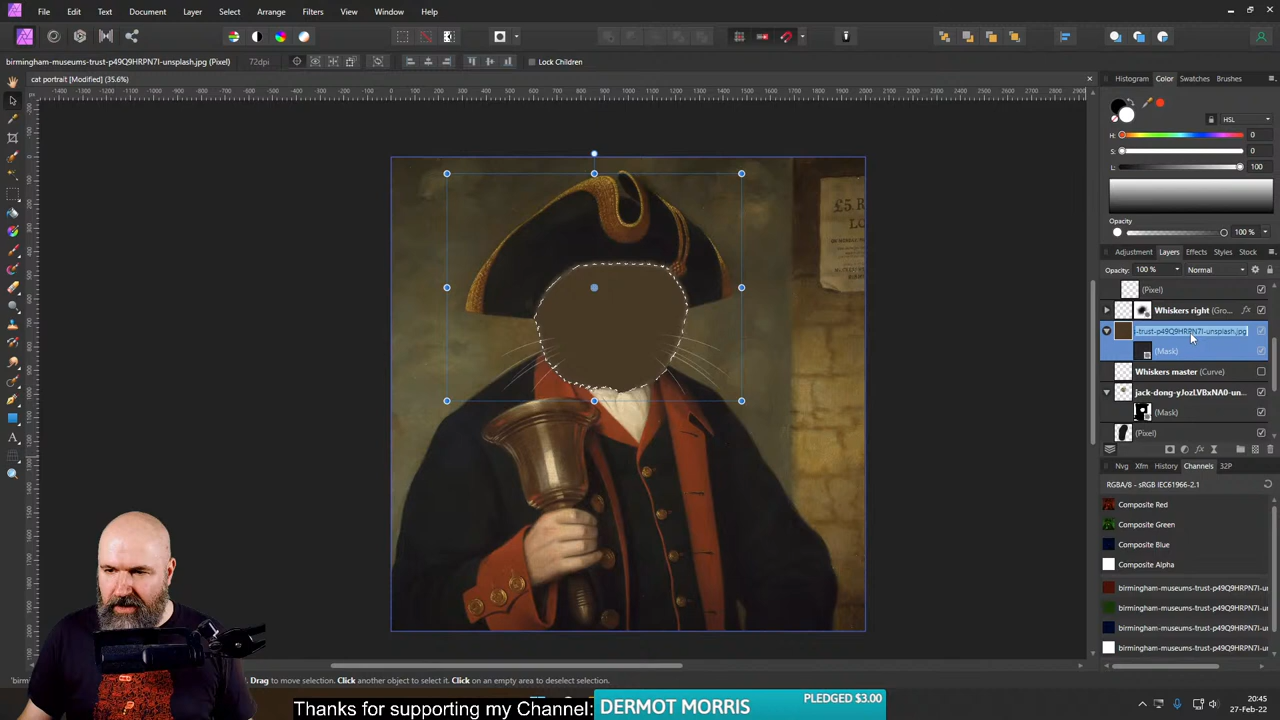 File Edit Text Document Layer Select Arrange Filters View Window Help
birmingham-museums-trust-p49Q9HRPN7I-unsplash.jpg (Pixel) 72dpi Lock Children
cat portrait [Modified] (35.6%)
Histogram Color Swatches Brushes
HSL
H: 0
S: 0
L: 100
Opacity
100 %
Adjustment Layers Effects Styles Stock
Opacity: 100 % Normal
(Pixel)
Whiskers right (Gro...
i-trust-p49Q9HRPN7I-unsplash.jpg
(Mask)
Whiskers master (Curve)
jack-dong-yJozLVBxNA0-un...
(Mask)
(Pixel)
Nvg Xfm History Channels 32P
RGBA/8 - sRGB IEC61966-2.1
Composite Red
Composite Green
Composite Blue
Composite Alpha
birmingham-museums-trust-p49Q9HRPN7I-u
birmingham-museums-trust-p49Q9HRPN7I-u
birmingham-museums-trust-p49Q9HRPN7I-u
birmingham-museums-trust-p49Q9HRPN7I-u
£5. R
Drag to move selection. Click another object to select it. Click on an empty area to deselect selection.
Thanks for supporting my Channel: DERMOT MORRIS PLEDGED $3.00
20:45
27-Feb-22